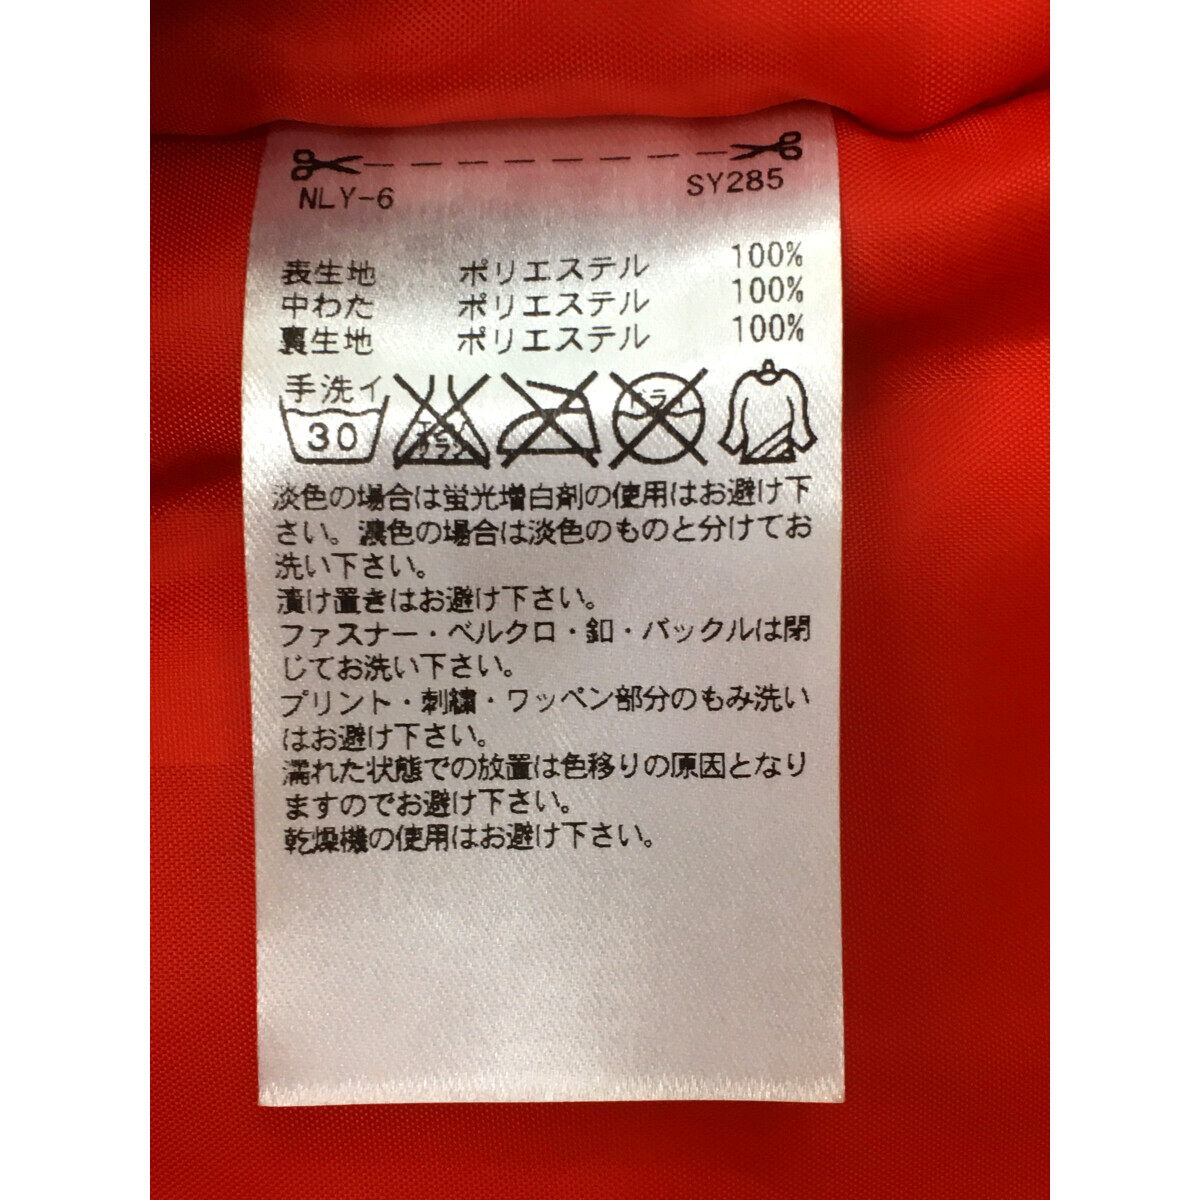 NLY-6 SY285
表生地 ポリエステル 100%
中わた ポリエステル 100%
裏生地 ポリエステル 100%
手洗イ
30 エンソ ドライ
サラシ
淡色の場合は蛍光増白剤の使用はお避け下
さい。濃色の場合は淡色のものと分けてお
洗い下さい。
漬け置きはお避け下さい。
ファスナー・ベルクロ・釦・バックルは閉
じてお洗い下さい。
プリント・刺繍・ワッペン部分のもみ洗い
はお避け下さい。
濡れた状態での放置は色移りの原因となり
ますのでお避け下さい。
乾燥機の使用はお避け下さい。